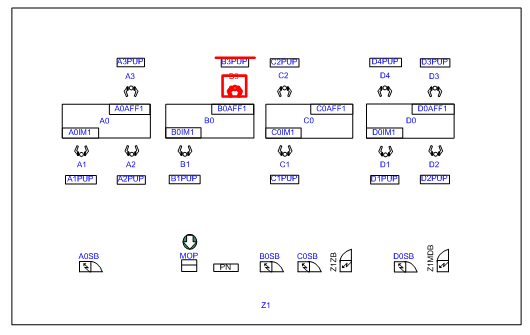 A3PUP B3PUP C2PUP D4PUP D3PUP
A3 B3 C2 D4 D3
A0AFF1 B0AFF1 C0AFF1 D0AFF1
A0 B0 C0 D0
A0IM1 B0IM1 C0IM1 D0IM1
A1 A2 B1 C1 D1 D2
A1PUP A2PUP B1PUP C1PUP D1PUP D2PUP
A0SB MOP PN B0SB C0SB Z1ZB D0SB Z1MDB
Z1